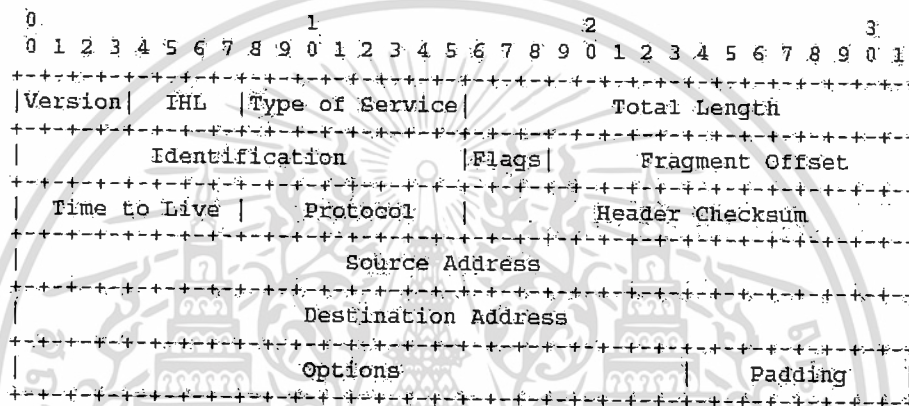 0                   1                   2                   3
0 1 2 3 4 5 6 7 8 9 0 1 2 3 4 5 6 7 8 9 0 1 2 3 4 5 6 7 8 9 0 1
+-+-+-+-+-+-+-+-+-+-+-+-+-+-+-+-+-+-+-+-+-+-+-+-+-+-+-+-+-+-+-+
|Version|  IHL  |Type of Service|          Total Length
+-+-+-+-+-+-+-+-+-+-+-+-+-+-+-+-+-+-+-+-+-+-+-+-+-+-+-+-+-+-+-+
|         Identification        |Flags|      Fragment Offset
+-+-+-+-+-+-+-+-+-+-+-+-+-+-+-+-+-+-+-+-+-+-+-+-+-+-+-+-+-+-+-+
|  Time to Live |    Protocol   |         Header Checksum
+-+-+-+-+-+-+-+-+-+-+-+-+-+-+-+-+-+-+-+-+-+-+-+-+-+-+-+-+-+-+-+
|                       Source Address
+-+-+-+-+-+-+-+-+-+-+-+-+-+-+-+-+-+-+-+-+-+-+-+-+-+-+-+-+-+-+-+
|                    Destination Address
+-+-+-+-+-+-+-+-+-+-+-+-+-+-+-+-+-+-+-+-+-+-+-+-+-+-+-+-+-+-+-+
|                    Options                    |    Padding    |
+-+-+-+-+-+-+-+-+-+-+-+-+-+-+-+-+-+-+-+-+-+-+-+-+-+-+-+-+-+-+-+